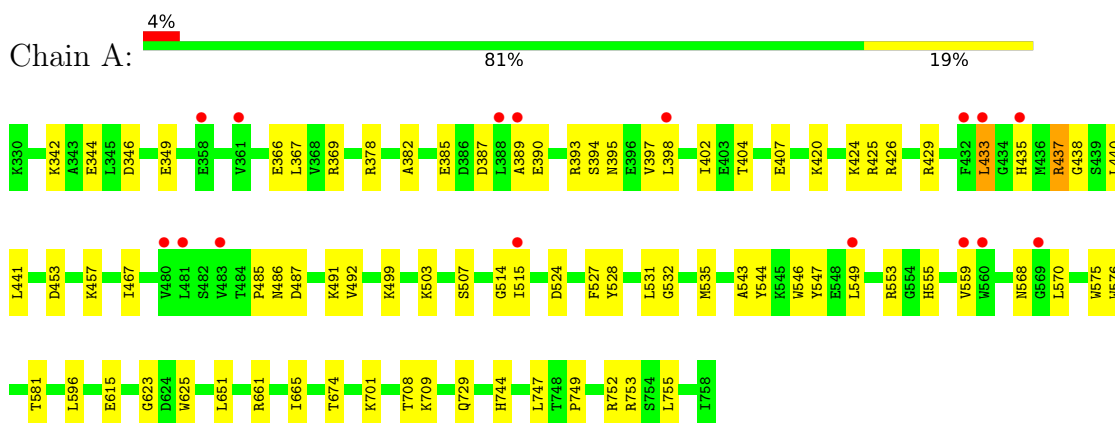 4%
Chain A:
81% 19%
K330 K342 A343 E344 L345 D346 E349 E358 V361 E366 L367 V368 R369 R378 A382 E385 D386 D387 L388 A389 E390 R393 S394 N395 E396 V397 L398 I402 E403 T404 E407 K420 K424 R425 R426 R429 F432 L433 G434 H435 M436 R437 G438 S439 L440
L441 D453 K457 I467 V480 L481 S482 V483 T484 P485 N486 D487 K491 V492 K499 K503 S507 G514 I515 D524 F527 Y528 L531 G532 M535 A543 Y544 K545 W546 Y547 E548 L549 R553 G554 H555 V559 W560 N568 G569 L570 W575 W576
T581 L596 E615 G623 D624 W625 L651 R661 I665 T674 K701 T708 K709 Q729 H744 L747 T748 P749 R752 R753 S754 L755 I758